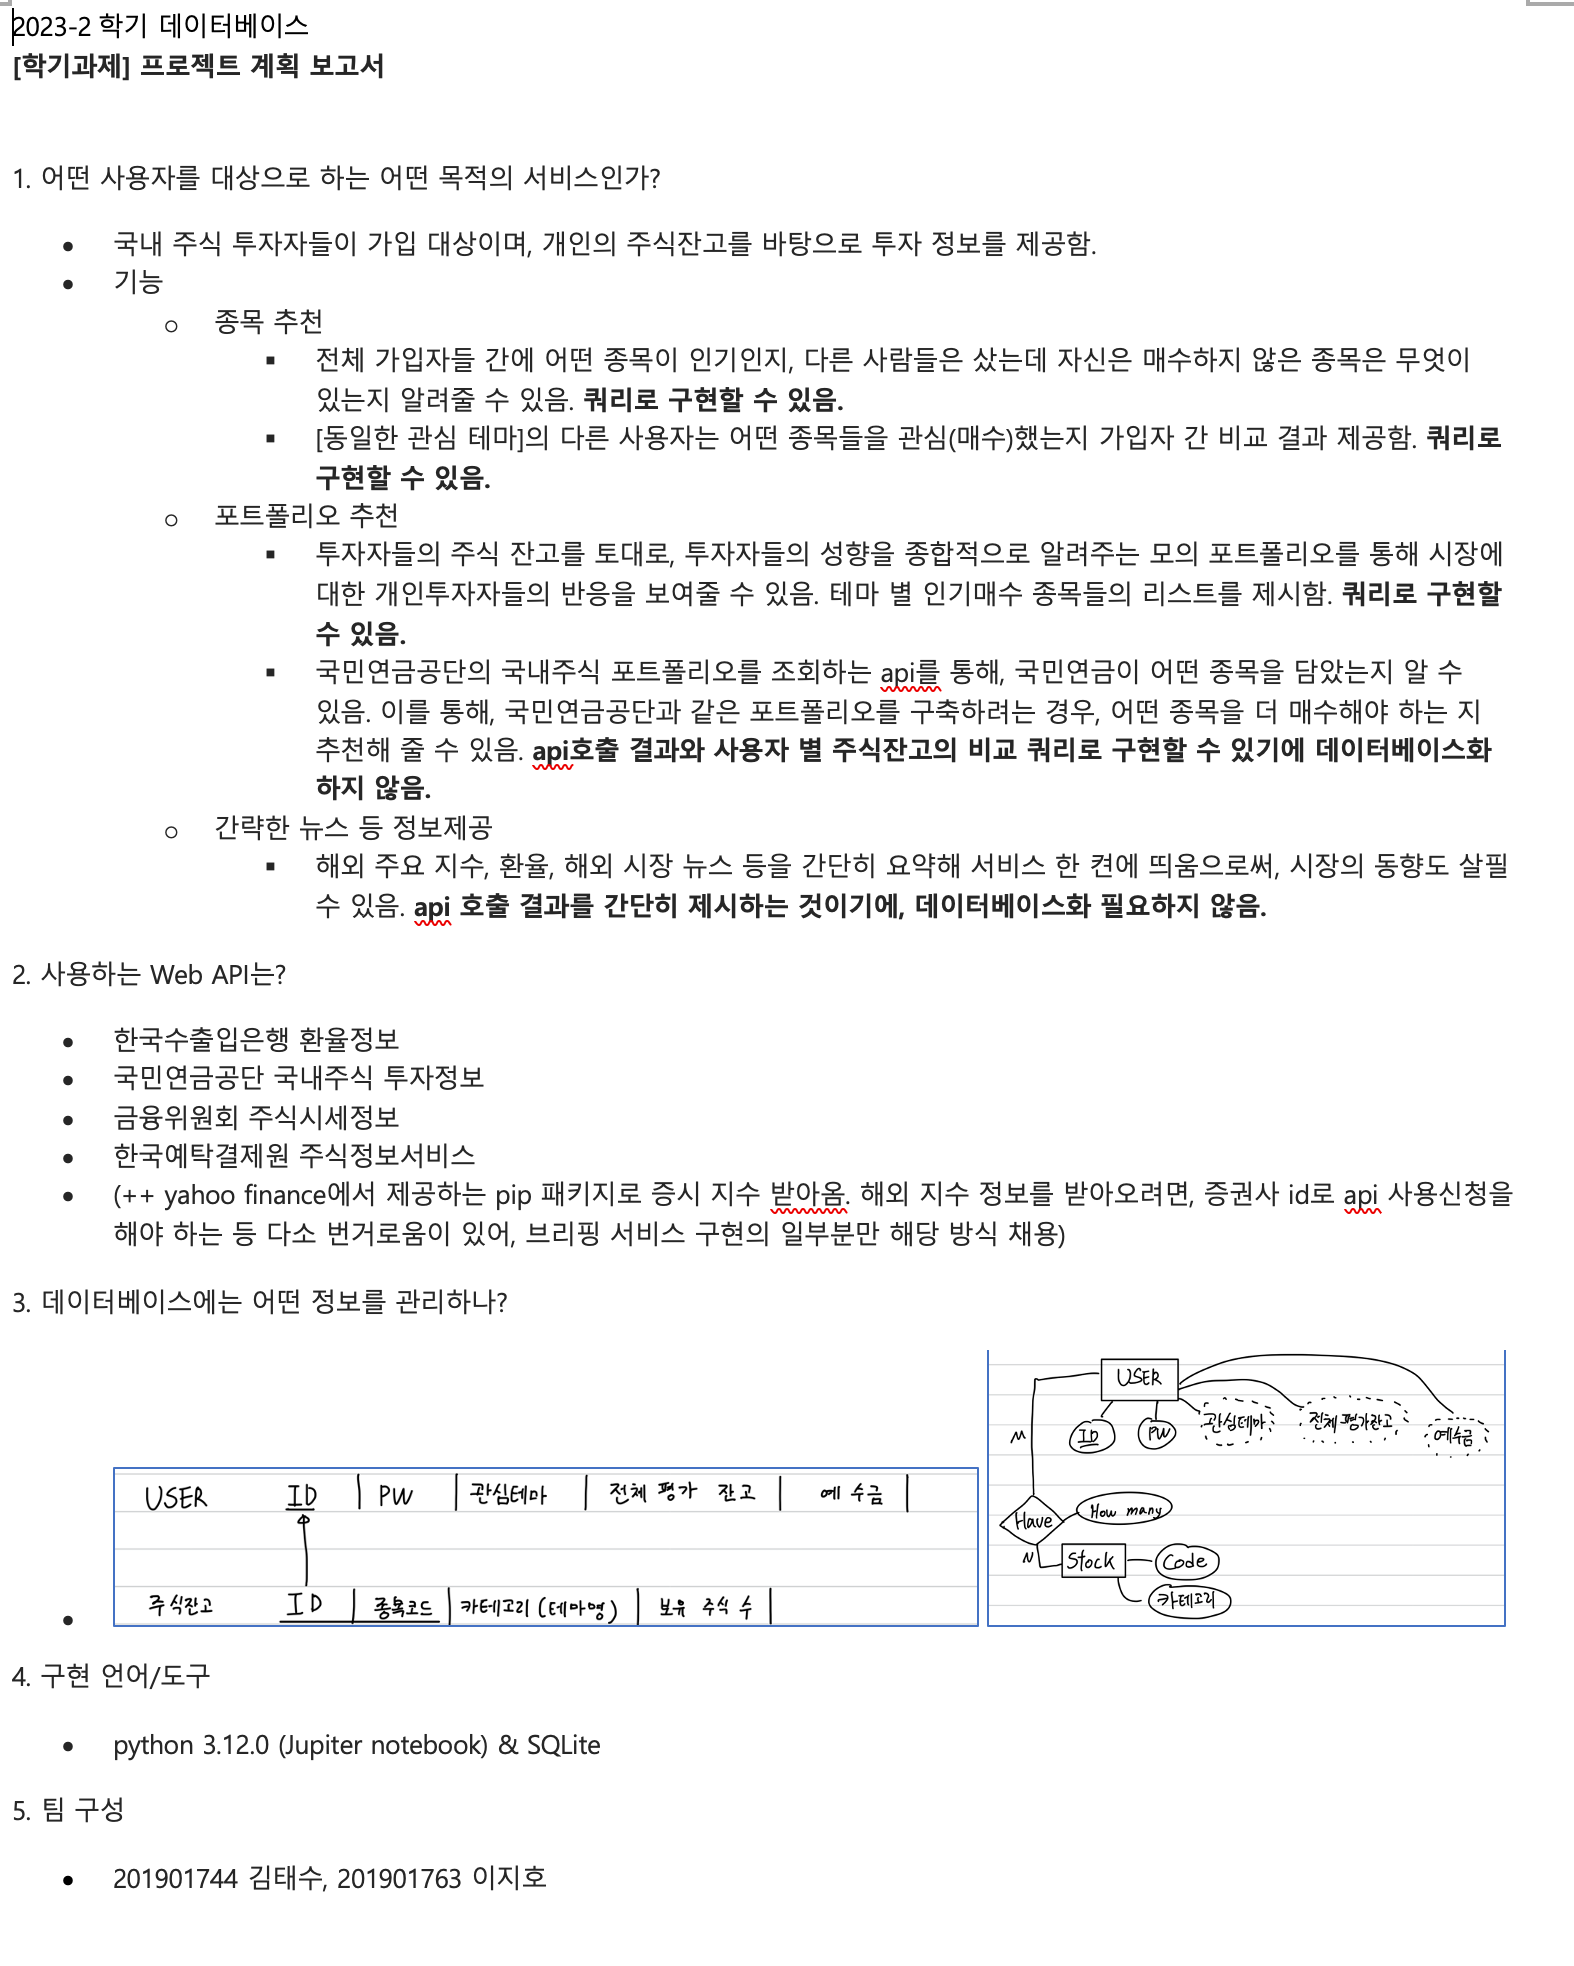 2023-2 학기 데이터베이스
[학기과제] 프로젝트 계획 보고서
1. 어떤 사용자를 대상으로 하는 어떤 목적의 서비스인가?
● 국내 주식 투자자들이 가입 대상이며, 개인의 주식잔고를 바탕으로 투자 정보를 제공함.
● 기능
○ 종목 추천
■ 전체 가입자들 간에 어떤 종목이 인기인지, 다른 사람들은 샀는데 자신은 매수하지 않은 종목은 무엇이
있는지 알려줄 수 있음. 쿼리로 구현할 수 있음.
■ [동일한 관심 테마]의 다른 사용자는 어떤 종목들을 관심(매수)했는지 가입자 간 비교 결과 제공함. 쿼리로
구현할 수 있음.
○ 포트폴리오 추천
■ 투자자들의 주식 잔고를 토대로, 투자자들의 성향을 종합적으로 알려주는 모의 포트폴리오를 통해 시장에
대한 개인투자자들의 반응을 보여줄 수 있음. 테마 별 인기매수 종목들의 리스트를 제시함. 쿼리로 구현할
수 있음.
■ 국민연금공단의 국내주식 포트폴리오를 조회하는 api를 통해, 국민연금이 어떤 종목을 담았는지 알 수
있음. 이를 통해, 국민연금공단과 같은 포트폴리오를 구축하려는 경우, 어떤 종목을 더 매수해야 하는 지
추천해 줄 수 있음. api호출 결과와 사용자 별 주식잔고의 비교 쿼리로 구현할 수 있기에 데이터베이스화
하지 않음.
○ 간략한 뉴스 등 정보제공
■ 해외 주요 지수, 환율, 해외 시장 뉴스 등을 간단히 요약해 서비스 한 켠에 띄움으로써, 시장의 동향도 살필
수 있음. api 호출 결과를 간단히 제시하는 것이기에, 데이터베이스화 필요하지 않음.
2. 사용하는 Web API는?
● 한국수출입은행 환율정보
● 국민연금공단 국내주식 투자정보
● 금융위원회 주식시세정보
● 한국예탁결제원 주식정보서비스
● (++ yahoo finance에서 제공하는 pip 패키지로 증시 지수 받아옴. 해외 지수 정보를 받아오려면, 증권사 id로 api 사용신청을
해야 하는 등 다소 번거로움이 있어, 브리핑 서비스 구현의 일부분만 해당 방식 채용)
3. 데이터베이스에는 어떤 정보를 관리하나?
USER ID PW 관심테마 전체 평가 잔고 예수금
주식잔고 ID 종목코드 카테고리 (테마명) 보유 주식 수
USER
ID PW 관심테마 전체 평가잔고 예수금
M
Have How many
N Stock Code
카테고리
4. 구현 언어/도구
● python 3.12.0 (Jupiter notebook) & SQLite
5. 팀 구성
● 201901744 김태수, 201901763 이지호